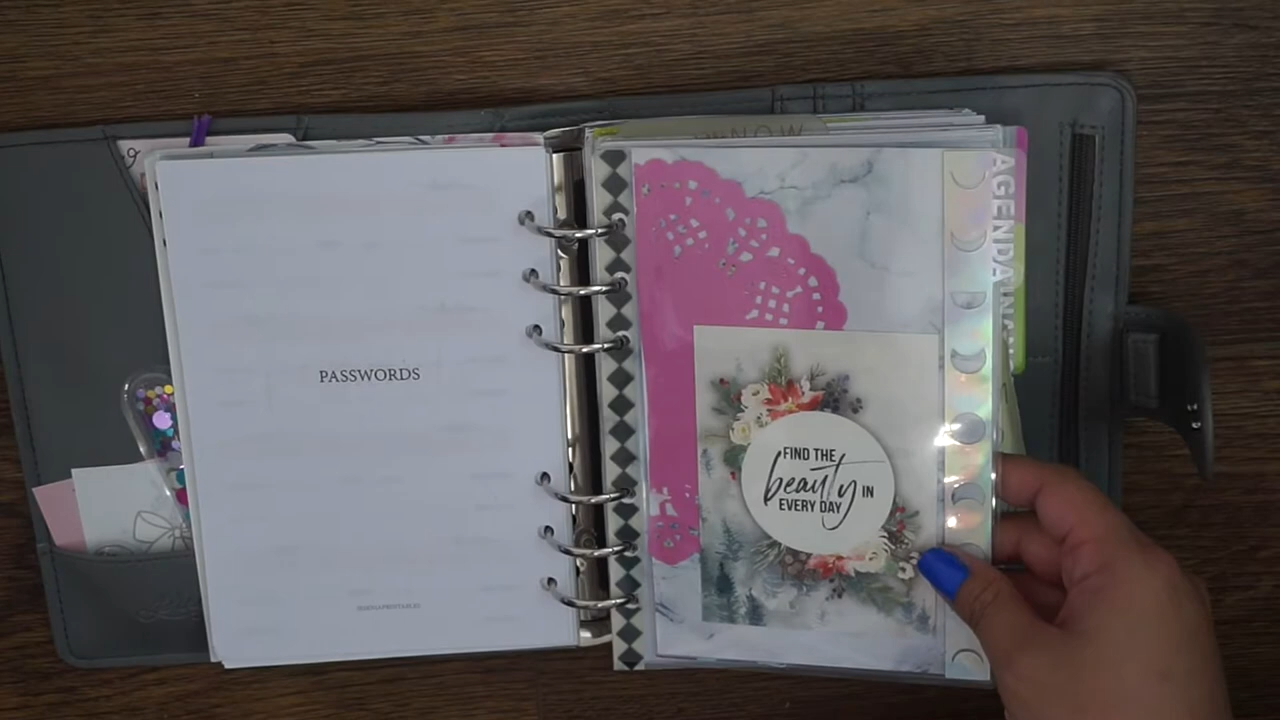 PASSWORDS
AGENDA
FIND THE
beauty IN
EVERY DAY